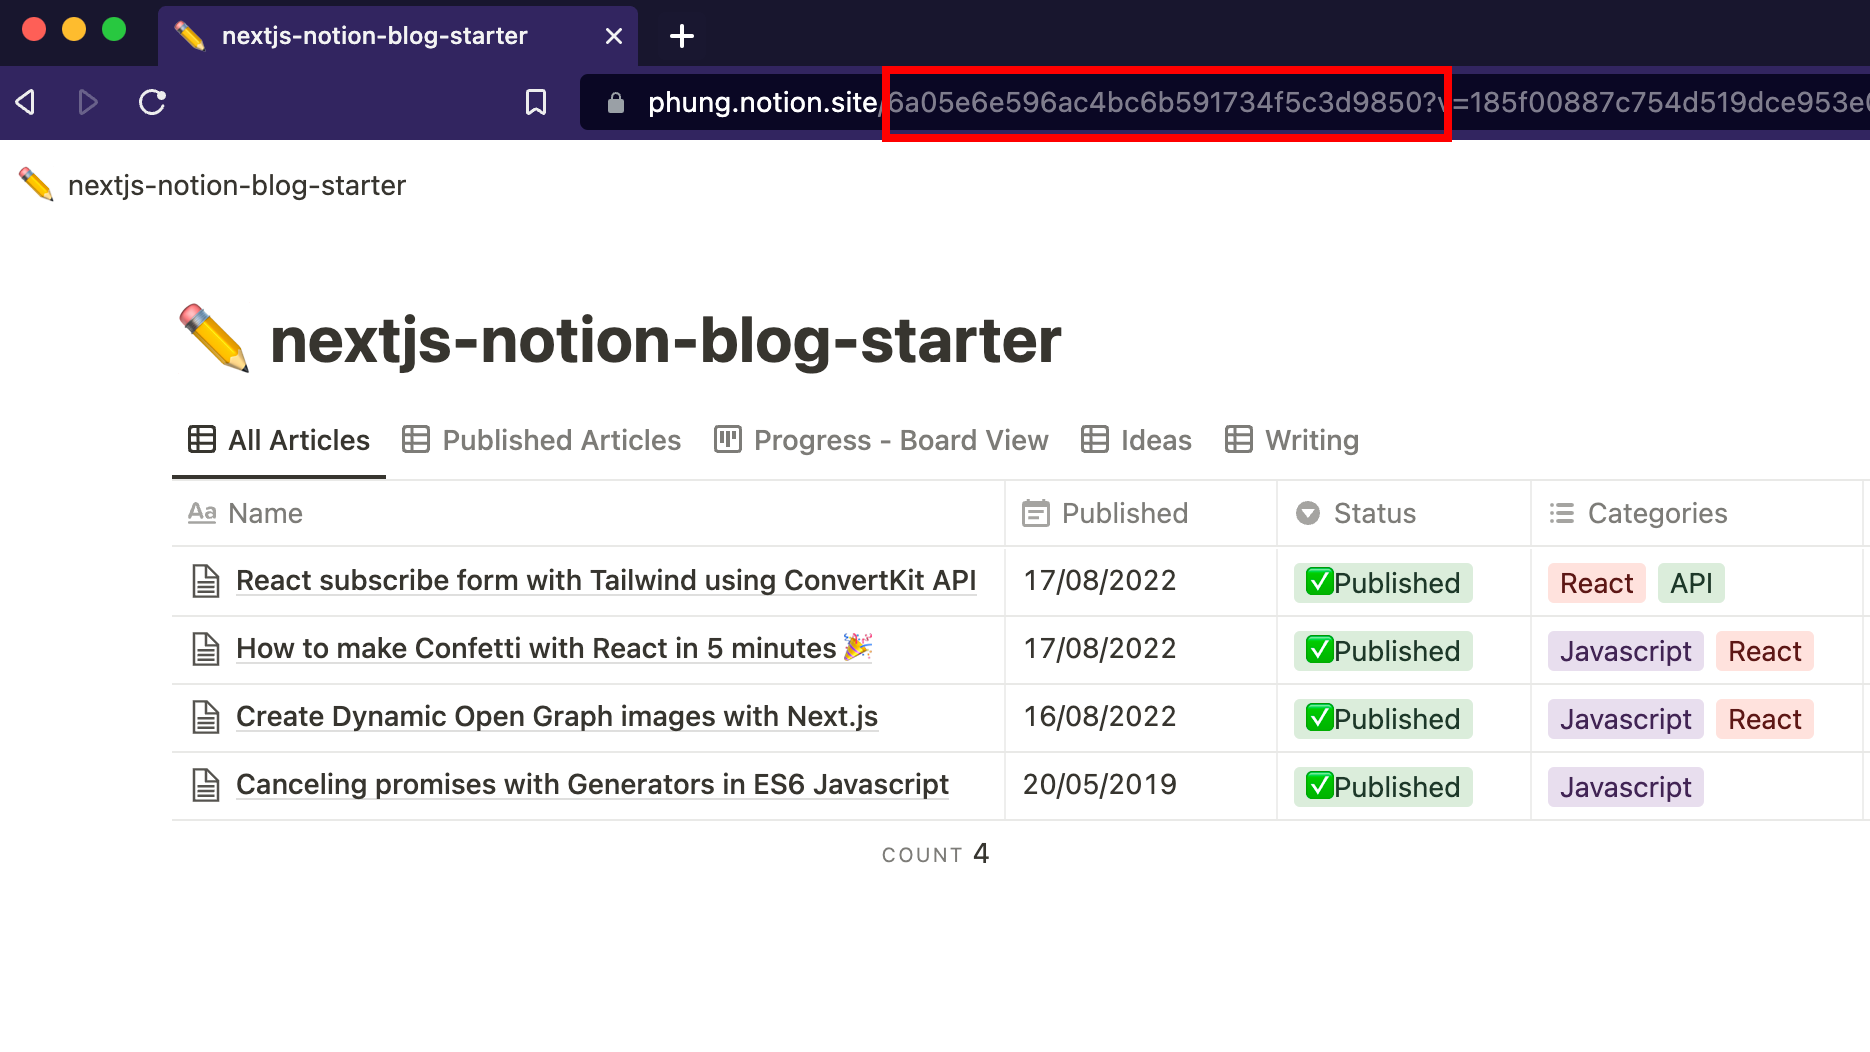 nextjs-notion-blog-starter
phung.notion.site/6a05e6e596ac4bc6b591734f5c3d9850?v=185f00887c754d519dce953e
nextjs-notion-blog-starter
nextjs-notion-blog-starter
All Articles Published Articles Progress - Board View Ideas Writing
Aa Name Published Status Categories
React subscribe form with Tailwind using ConvertKit API 17/08/2022 ✅Published React API
How to make Confetti with React in 5 minutes🎉 17/08/2022 ✅Published Javascript React
Create Dynamic Open Graph images with Next.js 16/08/2022 ✅Published Javascript React
Canceling promises with Generators in ES6 Javascript 20/05/2019 ✅Published Javascript
COUNT 4